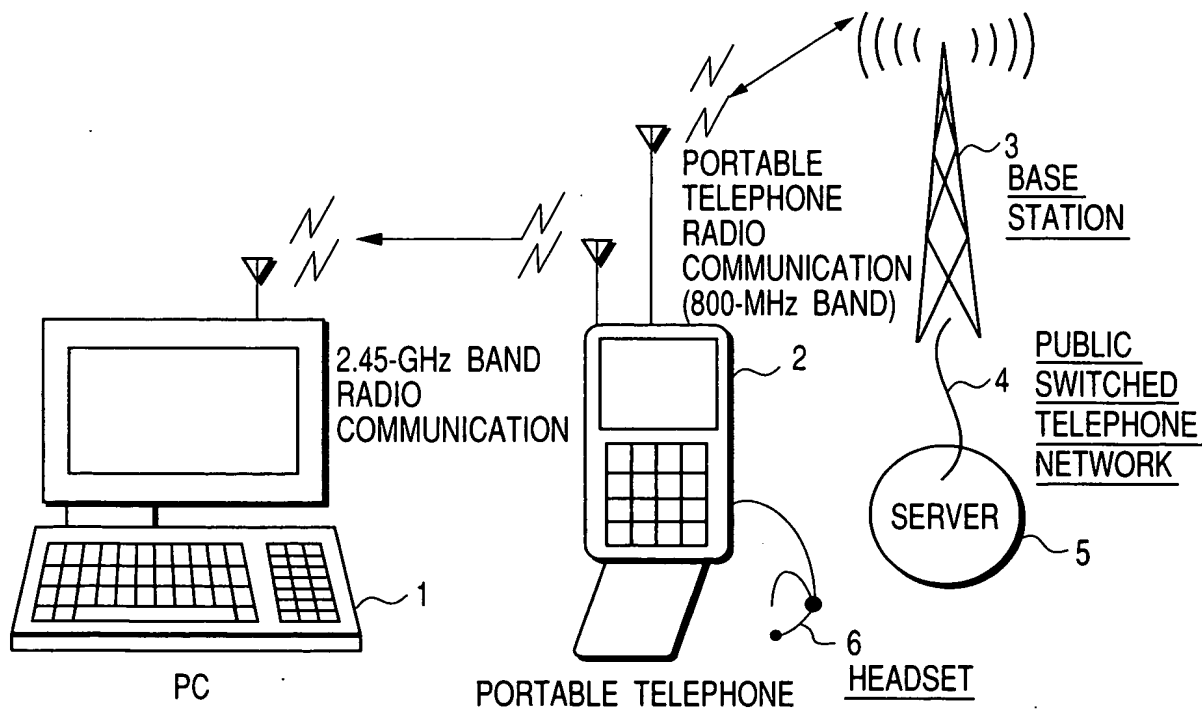 PORTABLE
TELEPHONE
RADIO
COMMUNICATION
(800-MHz BAND)
3
BASE
STATION
2.45-GHz BAND
RADIO
COMMUNICATION
2
4
PUBLIC
SWITCHED
TELEPHONE
NETWORK
SERVER
5
1
6
HEADSET
PC
PORTABLE TELEPHONE